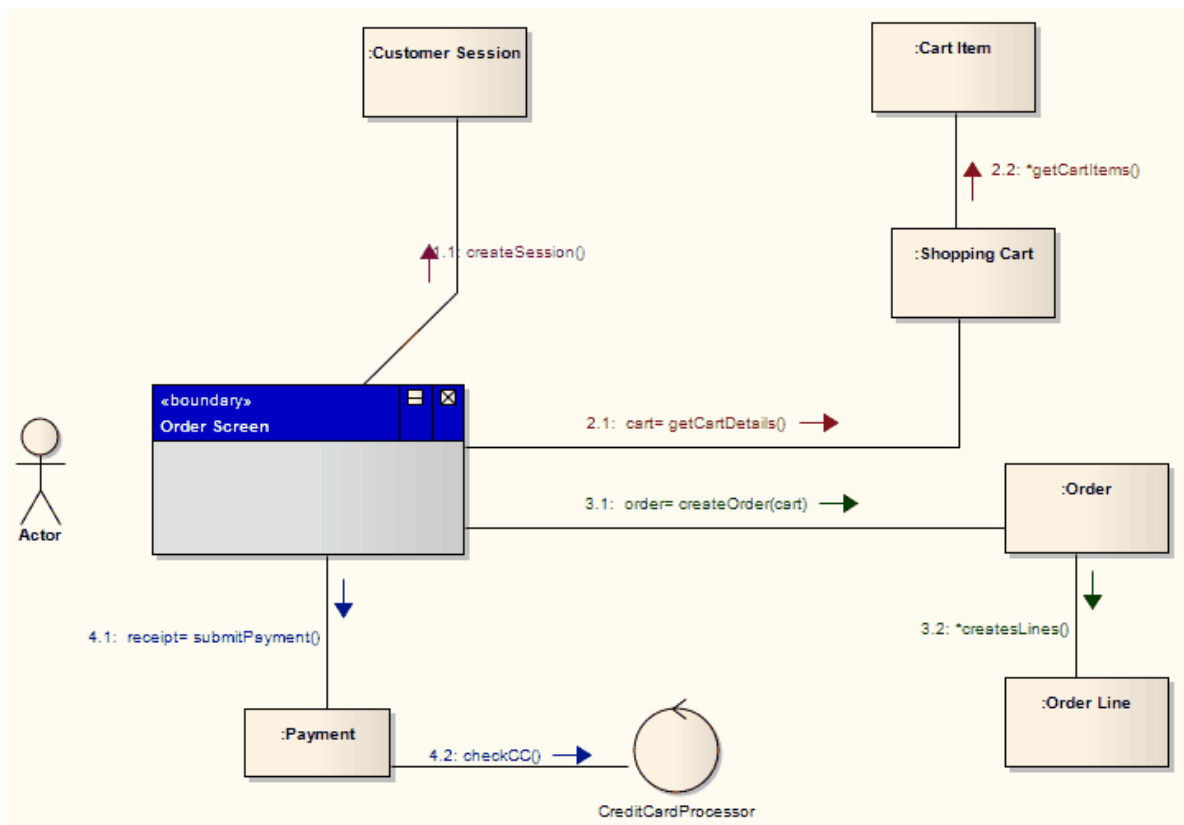 :Customer Session
:Cart Item
2.2: *getCartItems()
1.1: createSession()
:Shopping Cart
«boundary»
Order Screen
2.1: cart= getCartDetails()
:Order
3.1: order= createOrder(cart)
Actor
4.1: receipt= submitPayment()
3.2: *createsLines()
:Order Line
:Payment
4.2: checkCC()
CreditCardProcessor